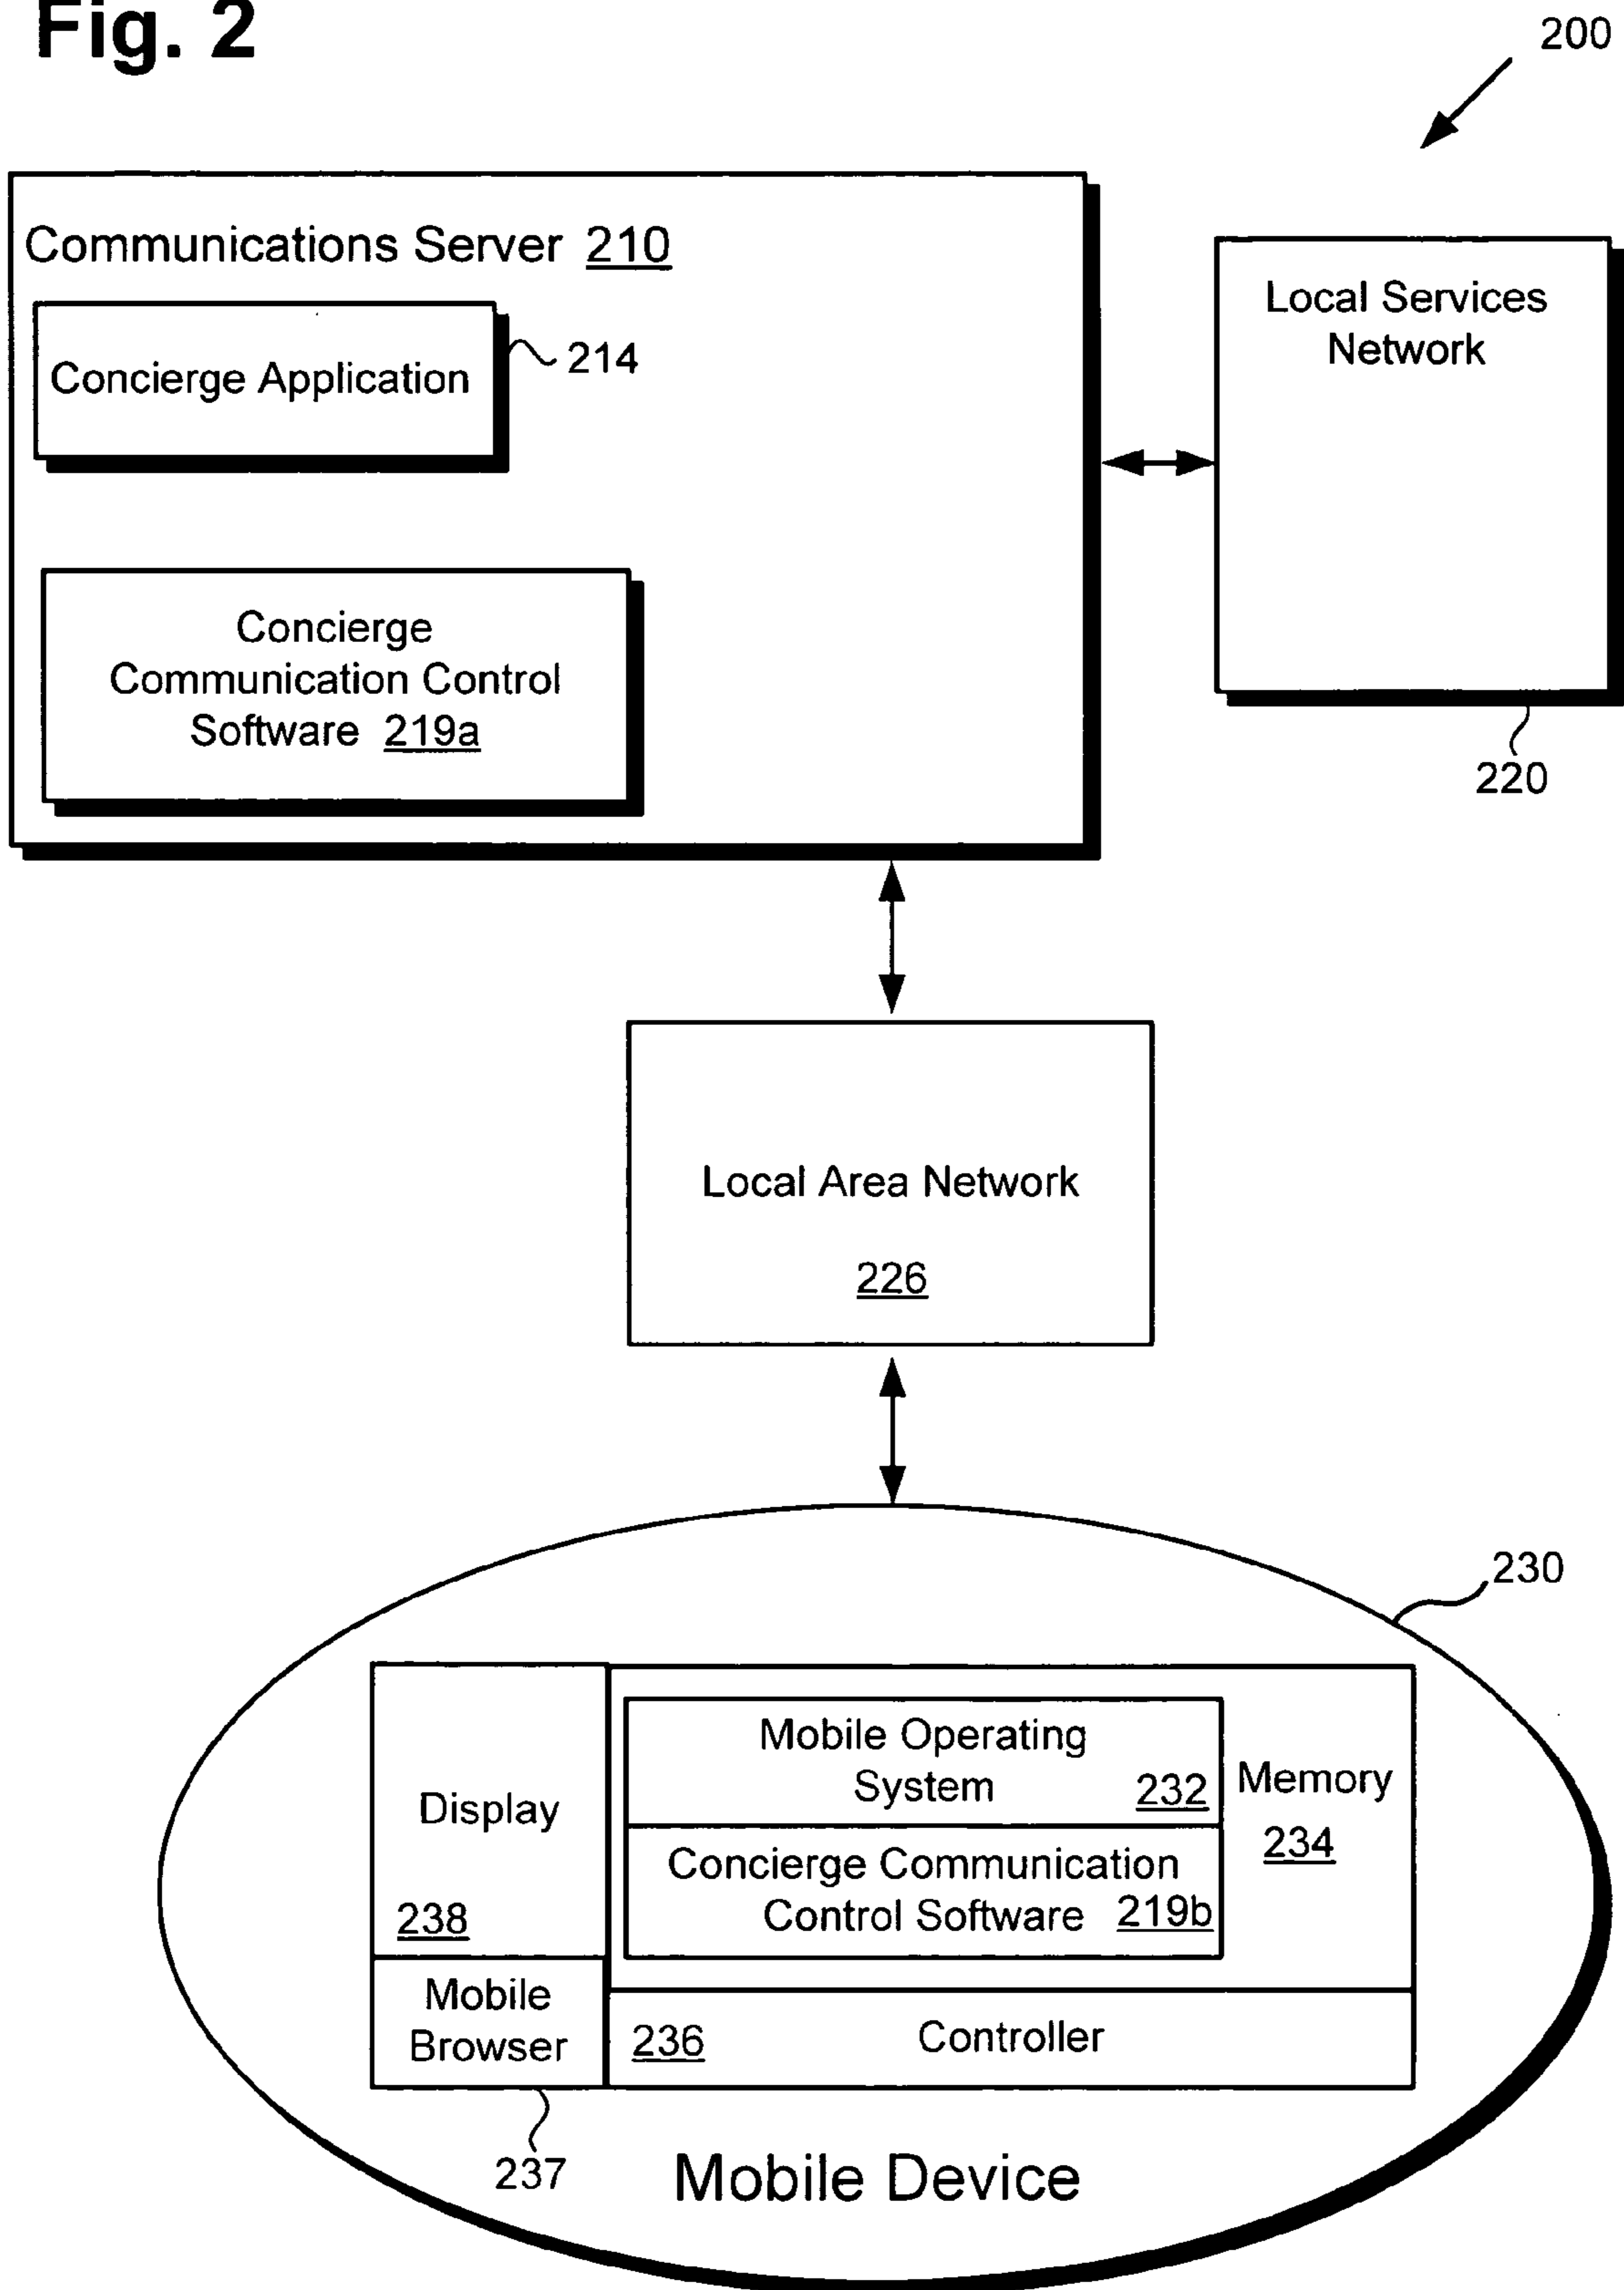 Fig. 2
200
Communications Server 210
Concierge Application
214
Local Services
Network
Concierge
Communication Control
Software 219a
220
Local Area Network
226
230
Mobile Operating
System 232
Memory
234
Display
238
Concierge Communication
Control Software 219b
Mobile
Browser
236 Controller
237
Mobile Device